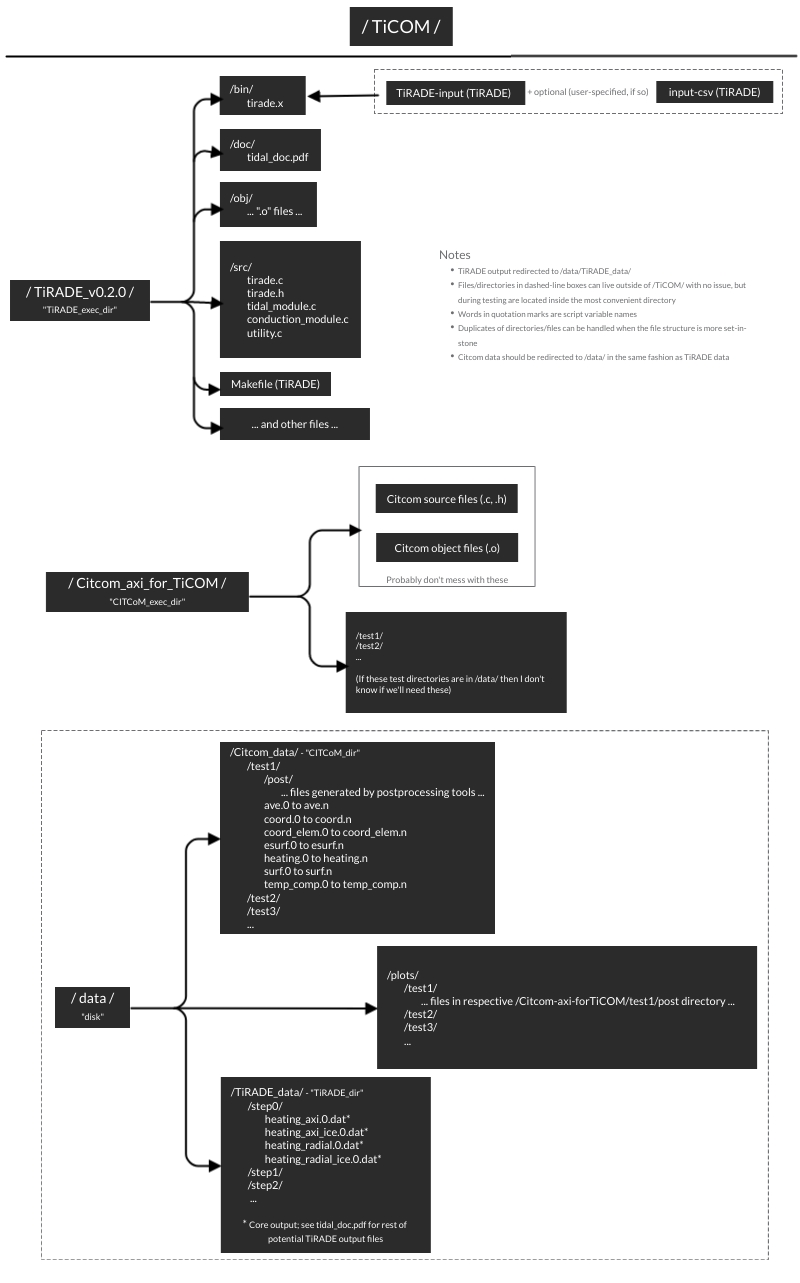 / TiCOM /
/bin/
tirade.x
TiRADE-input (TiRADE)
+ optional (user-specified, if so)
input-csv (TiRADE)
/doc/
tidal_doc.pdf
/obj/
... ".o" files ...
/ TiRADE_v0.2.0 /
"TiRADE_exec_dir"
/src/
tirade.c
tirade.h
tidal_module.c
conduction_module.c
utility.c
Makefile (TiRADE)
... and other files ...
Notes
• TiRADE output redirected to /data/TiRADE_data/
• Files/directories in dashed-line boxes can live outside of /TiCOM/ with no issue, but
during testing are located inside the most convenient directory
• Words in quotation marks are script variable names
• Duplicates of directories/files can be handled when the file structure is more set-in-
stone
• Citcom data should be redirected to /data/ in the same fashion as TiRADE data
/ Citcom_axi_for_TiCOM /
"CITCoM_exec_dir"
Citcom source files (.c, .h)
Citcom object files (.o)
Probably don't mess with these
/test1/
/test2/
...
(If these test directories are in /data/ then I don't
know if we'll need these)
/ data /
"disk"
/Citcom_data/ - "CITCoM_dir"
/test1/
/post/
... files generated by postprocessing tools ...
ave.0 to ave.n
coord.0 to coord.n
coord_elem.0 to coord_elem.n
esurf.0 to esurf.n
heating.0 to heating.n
surf.0 to surf.n
temp_comp.0 to temp_comp.n
/test2/
/test3/
...
/plots/
/test1/
... files in respective /Citcom-axi-forTiCOM/test1/post directory ...
/test2/
/test3/
...
/TiRADE_data/ - "TiRADE_dir"
/step0/
heating_axi.0.dat*
heating_axi_ice.0.dat*
heating_radial.0.dat*
heating_radial_ice.0.dat*
/step1/
/step2/
...
* Core output; see tidal_doc.pdf for rest of
potential TiRADE output files